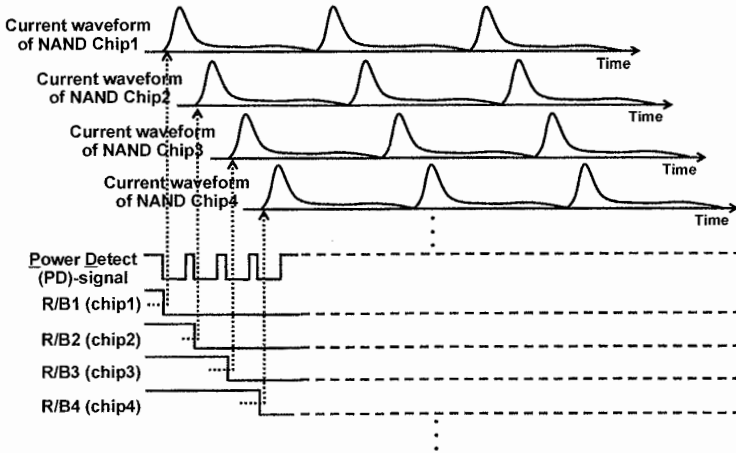 Current waveform
of NAND Chip1
Time
Current waveform
of NAND Chip2
Time
Current waveform
of NAND Chip3
Time
Current waveform
of NAND Chip4
Time
Power Detect
(PD)-signal
R/B1 (chip1)
R/B2 (chip2)
R/B3 (chip3)
R/B4 (chip4)